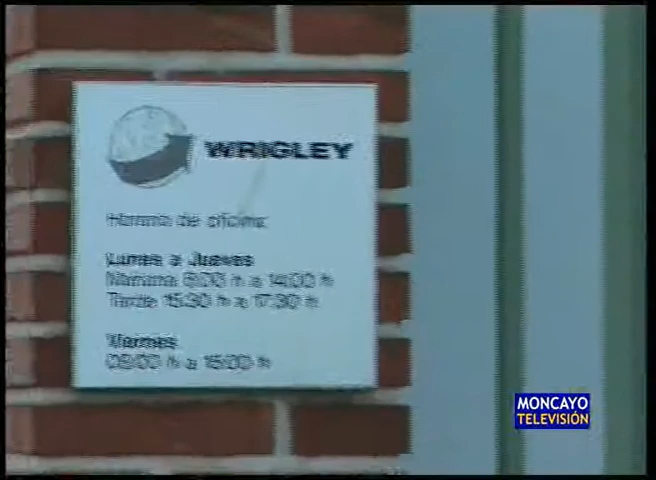 WRIGLEY
Horario de oficina:
Lunes a Jueves
Manana 8:00 h a 14:00 h
Tarde 15:30 h a 17:30 h
Viernes
08:00 h a 15:00 h
MONCAYO
TELEVISIÓN